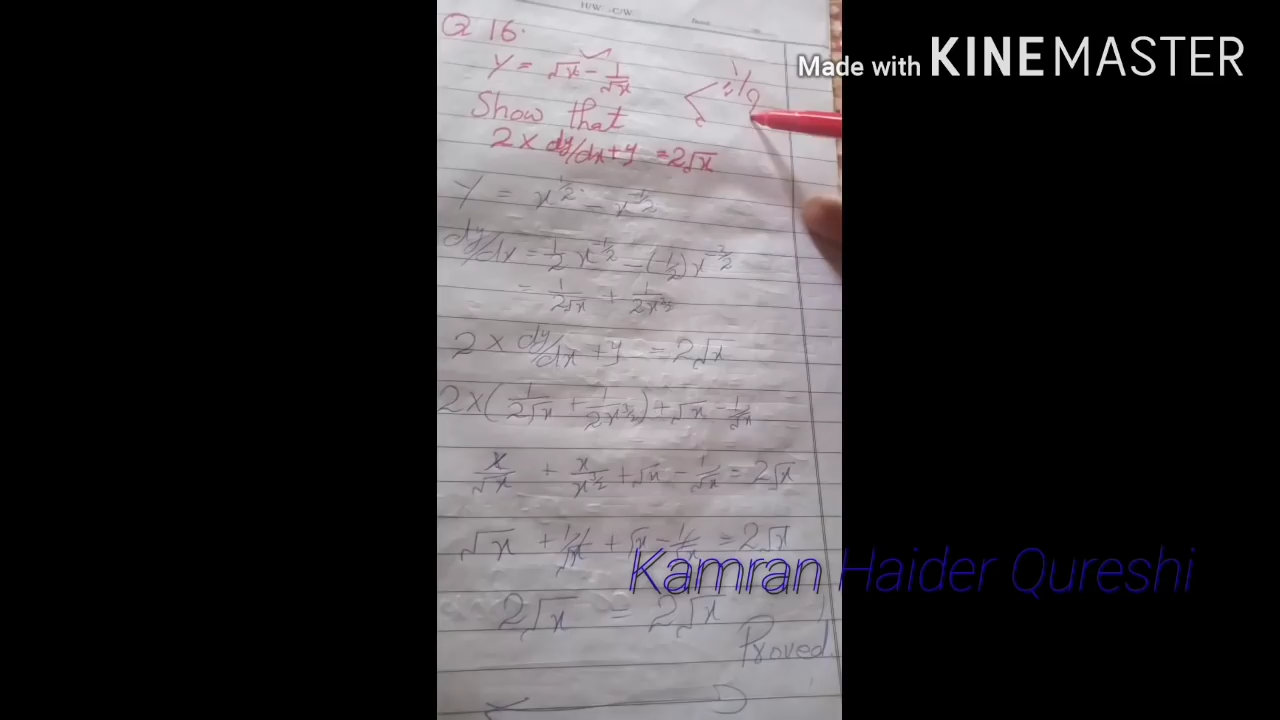 H/W - C/W
Made with KINEMASTER
Q 16.
Y = √x - 1/√x
Show that
2x dy/dx + y = 2√x
Y = x^1/2 - x^-1/2
dy/dx = 1/2 x^-1/2 - (-1/2) x^-3/2
= 1/2√x + 1/2x^3/2
2x dy/dx + y = 2√x
2x( 1/2√x + 1/2x^3/2 ) + √x - 1/√x
x/√x + x/x^3/2 + √x - 1/√x = 2√x
√x + 1/√x + √x - 1/√x = 2√x
Kamran Haider Qureshi
2√x = 2√x
Proved.